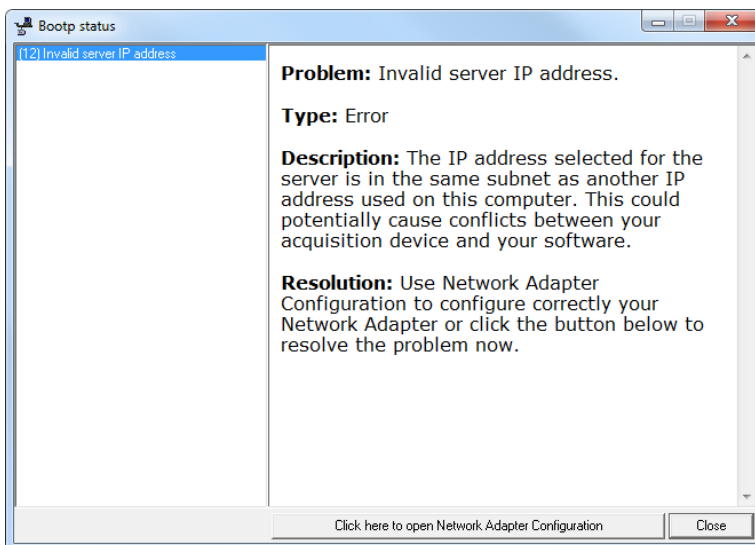 Bootp status
(12) Invalid server IP address
Problem: Invalid server IP address.
Type: Error
Description: The IP address selected for the
server is in the same subnet as another IP
address used on this computer. This could
potentially cause conflicts between your
acquisition device and your software.
Resolution: Use Network Adapter
Configuration to configure correctly your
Network Adapter or click the button below to
resolve the problem now.
Click here to open Network Adapter Configuration
Close